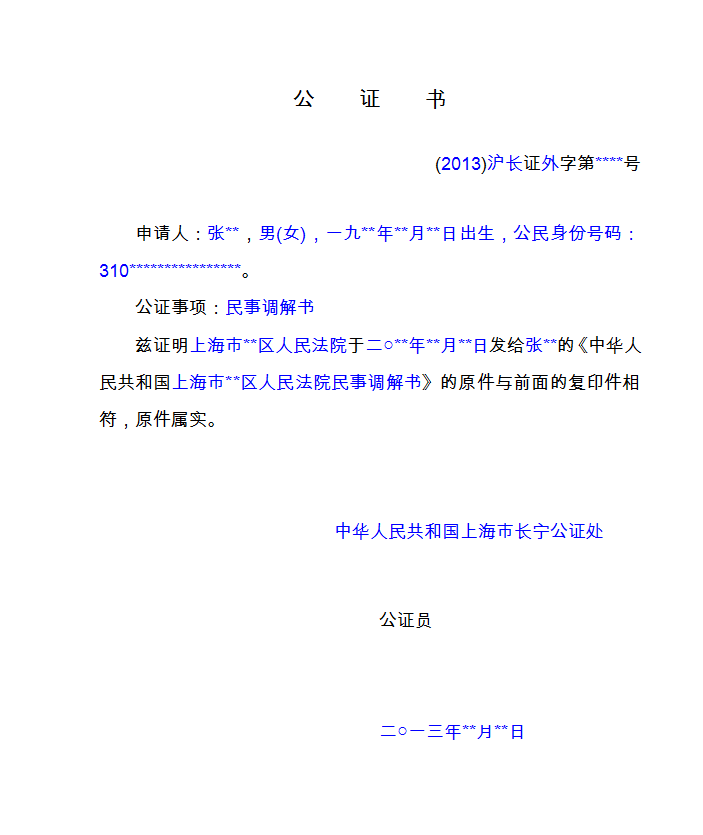 公 证 书
(2013)沪长证外字第****号
申请人：张**，男(女)，一九**年**月**日出生，公民身份号码：
310****************。
公证事项：民事调解书
兹证明上海市**区人民法院于二○**年**月**日发给张**的《中华人
民共和国上海市**区人民法院民事调解书》的原件与前面的复印件相
符，原件属实。
中华人民共和国上海市长宁公证处
公证员
二○一三年**月**日